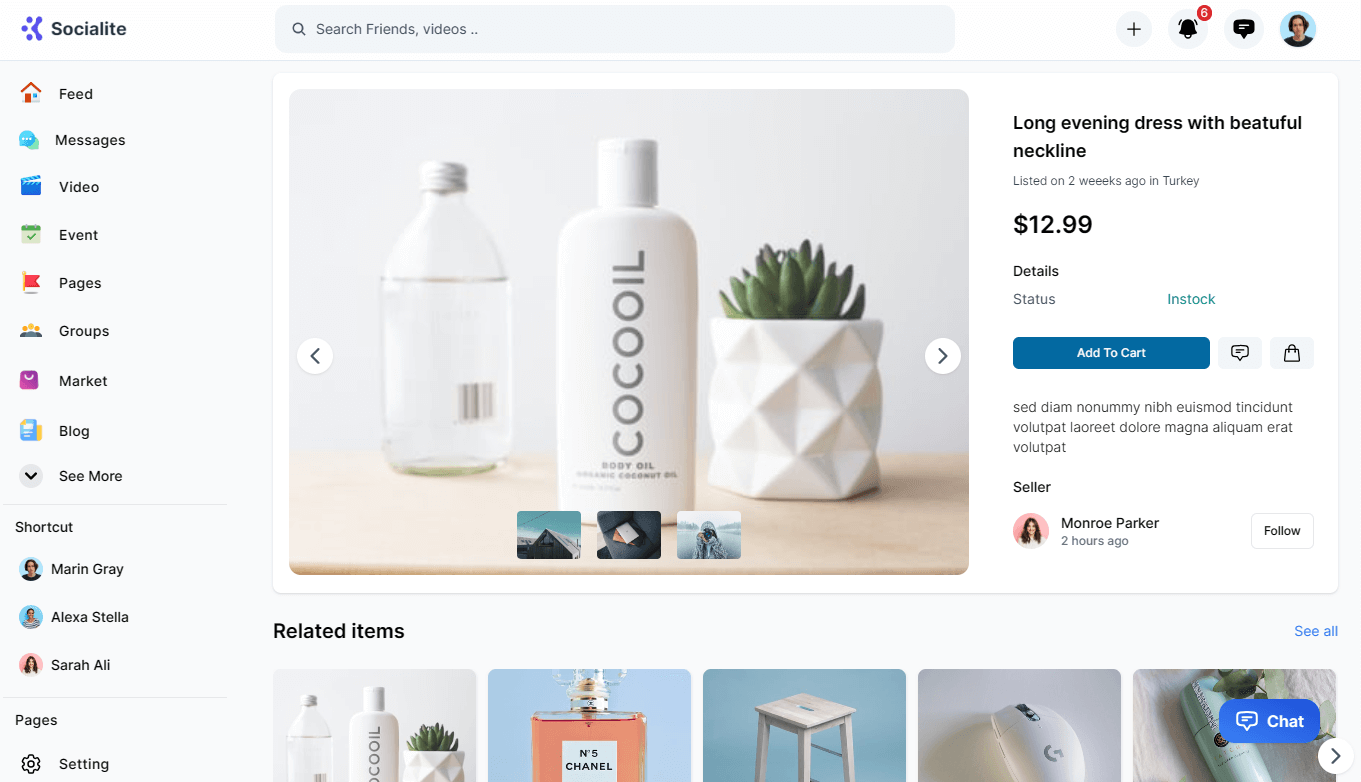 Socialite
Search Friends, videos ..
6
Feed
Messages
Video
Event
Pages
Groups
Market
Blog
See More
Shortcut
Marin Gray
Alexa Stella
Sarah Ali
Pages
Setting
COCOOIL
BODY OIL
ORGANIC COCONUT OIL
Long evening dress with beatuful
neckline
Listed on 2 weeeks ago in Turkey
$12.99
Details
Status Instock
Add To Cart
sed diam nonummy nibh euismod tincidunt
volutpat laoreet dolore magna aliquam erat
volutpat
Seller
Monroe Parker
2 hours ago
Follow
Related items
See all
COCOOIL
N°5
CHANEL
G
Chat